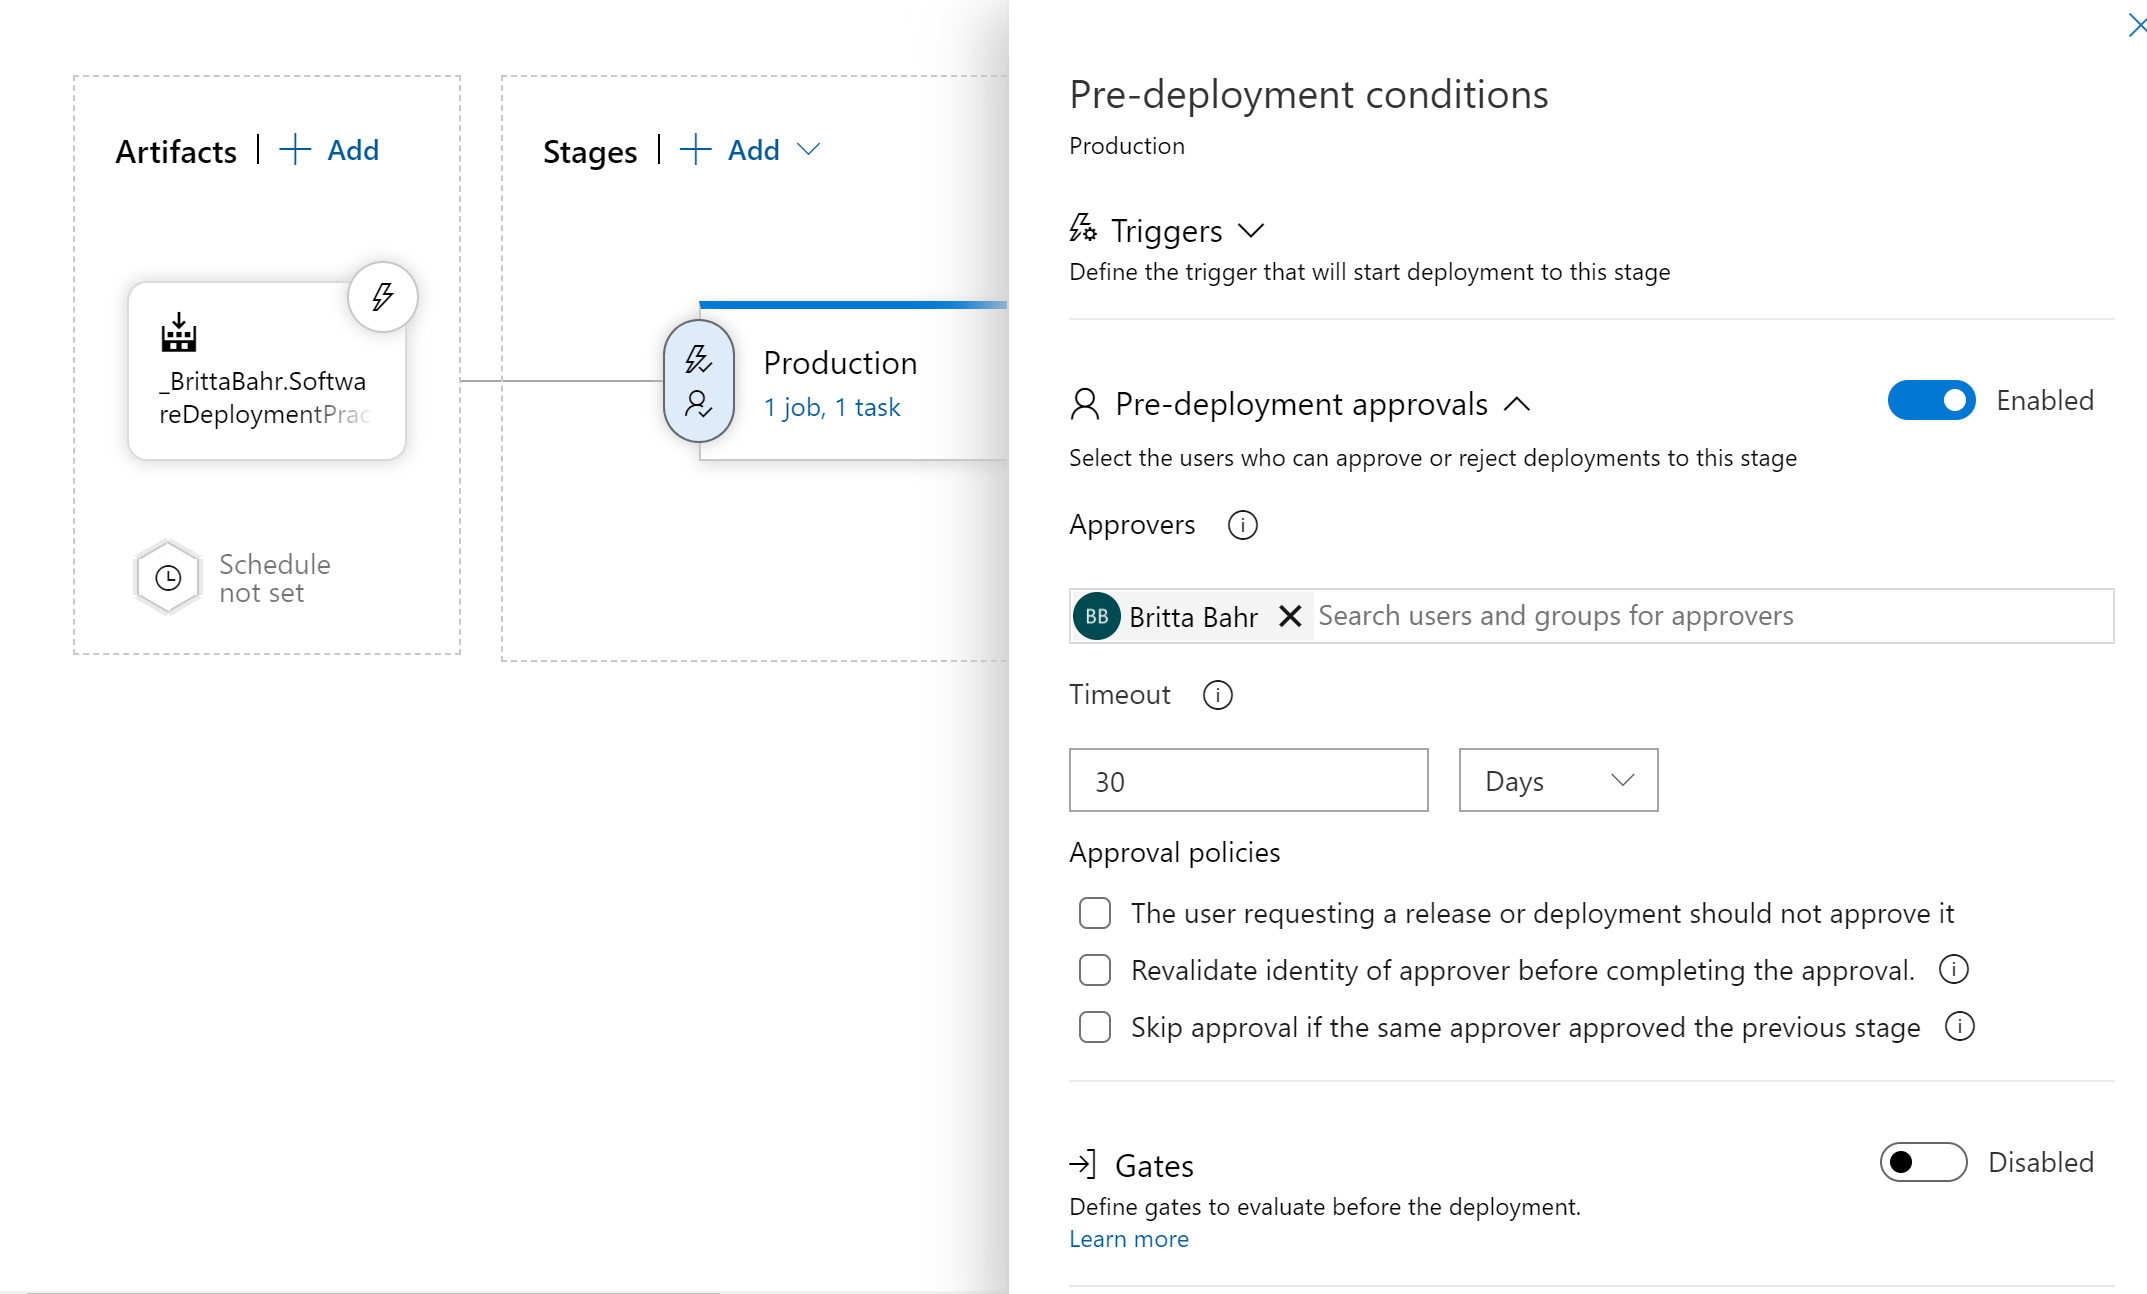 Artifacts | + Add
Stages | + Add
_BrittaBahr.Softwa
reDeploymentPrac
Production
1 job, 1 task
Schedule
not set
Pre-deployment conditions
Production
Triggers
Define the trigger that will start deployment to this stage
Pre-deployment approvals
Enabled
Select the users who can approve or reject deployments to this stage
Approvers
BB Britta Bahr Search users and groups for approvers
Timeout
30 Days
Approval policies
The user requesting a release or deployment should not approve it
Revalidate identity of approver before completing the approval.
Skip approval if the same approver approved the previous stage
Gates
Disabled
Define gates to evaluate before the deployment.
Learn more